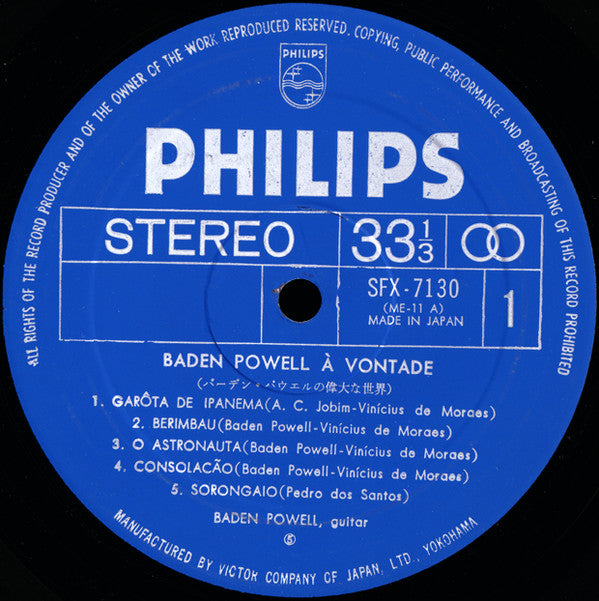 ALL RIGHTS OF THE RECORD PRODUCER AND OF THE OWNER OF THE WORK REPRODUCED RESERVED. COPYING, PUBLIC PERFORMANCE AND BROADCASTING OF THIS RECORD PROHIBITED
PHILIPS
PHILIPS
STEREO 33 1/3
SFX-7130
(ME-11 A)
MADE IN JAPAN
1
BADEN POWELL À VONTADE
(バーデン・パウエルの偉大な世界)
1. GARÔTA DE IPANEMA(A. C. Jobim-Vinícius de Moraes)
2. BERIMBAU(Baden Powell-Vinícius de Moraes)
3. O ASTRONAUTA(Baden Powell-Vinícius de Moraes)
4. CONSOLACÃO(Baden Powell-Vinícius de Moraes)
5. SORONGAIO(Pedro dos Santos)
BADEN POWELL, guitar
Ⓢ
MANUFACTURED BY VICTOR COMPANY OF JAPAN, LTD., YOKOHAMA